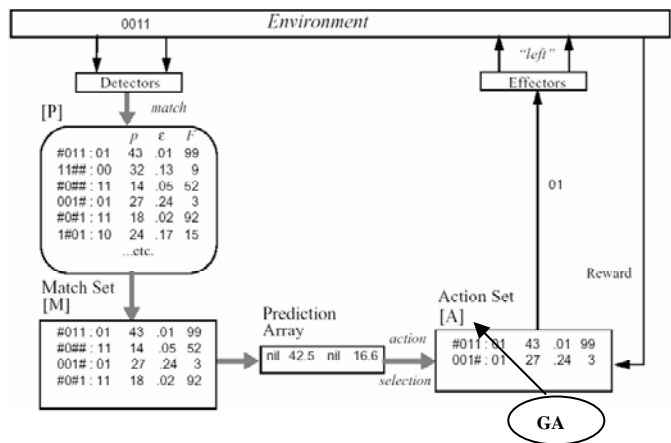 0011 Environment
"left"
Detectors
Effectors
match
[P]
p ε F
#011 : 01 43 .01 99
11## : 00 32 .13 9
#0## : 11 14 .05 52
001# : 01 27 .24 3
#0#1 : 11 18 .02 92
1#01 : 10 24 .17 15
...etc.
01
Reward
Match Set
[M]
#011 : 01 43 .01 99
#0## : 11 14 .05 52
001# : 01 27 .24 3
#0#1 : 11 18 .02 92
Prediction
Array
nil 42.5 nil 16.6
action
selection
Action Set
[A]
#011 : 01 43 .01 99
001# : 01 27 .24 3
GA